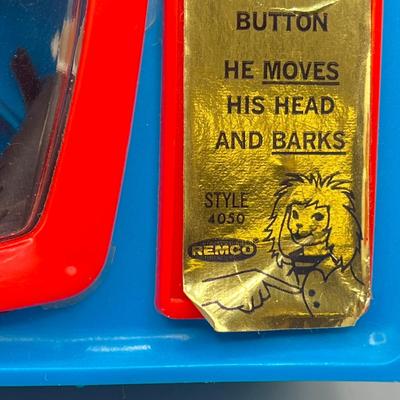 BUTTON
HE MOVES
HIS HEAD
AND BARKS
STYLE
4050
REMCO